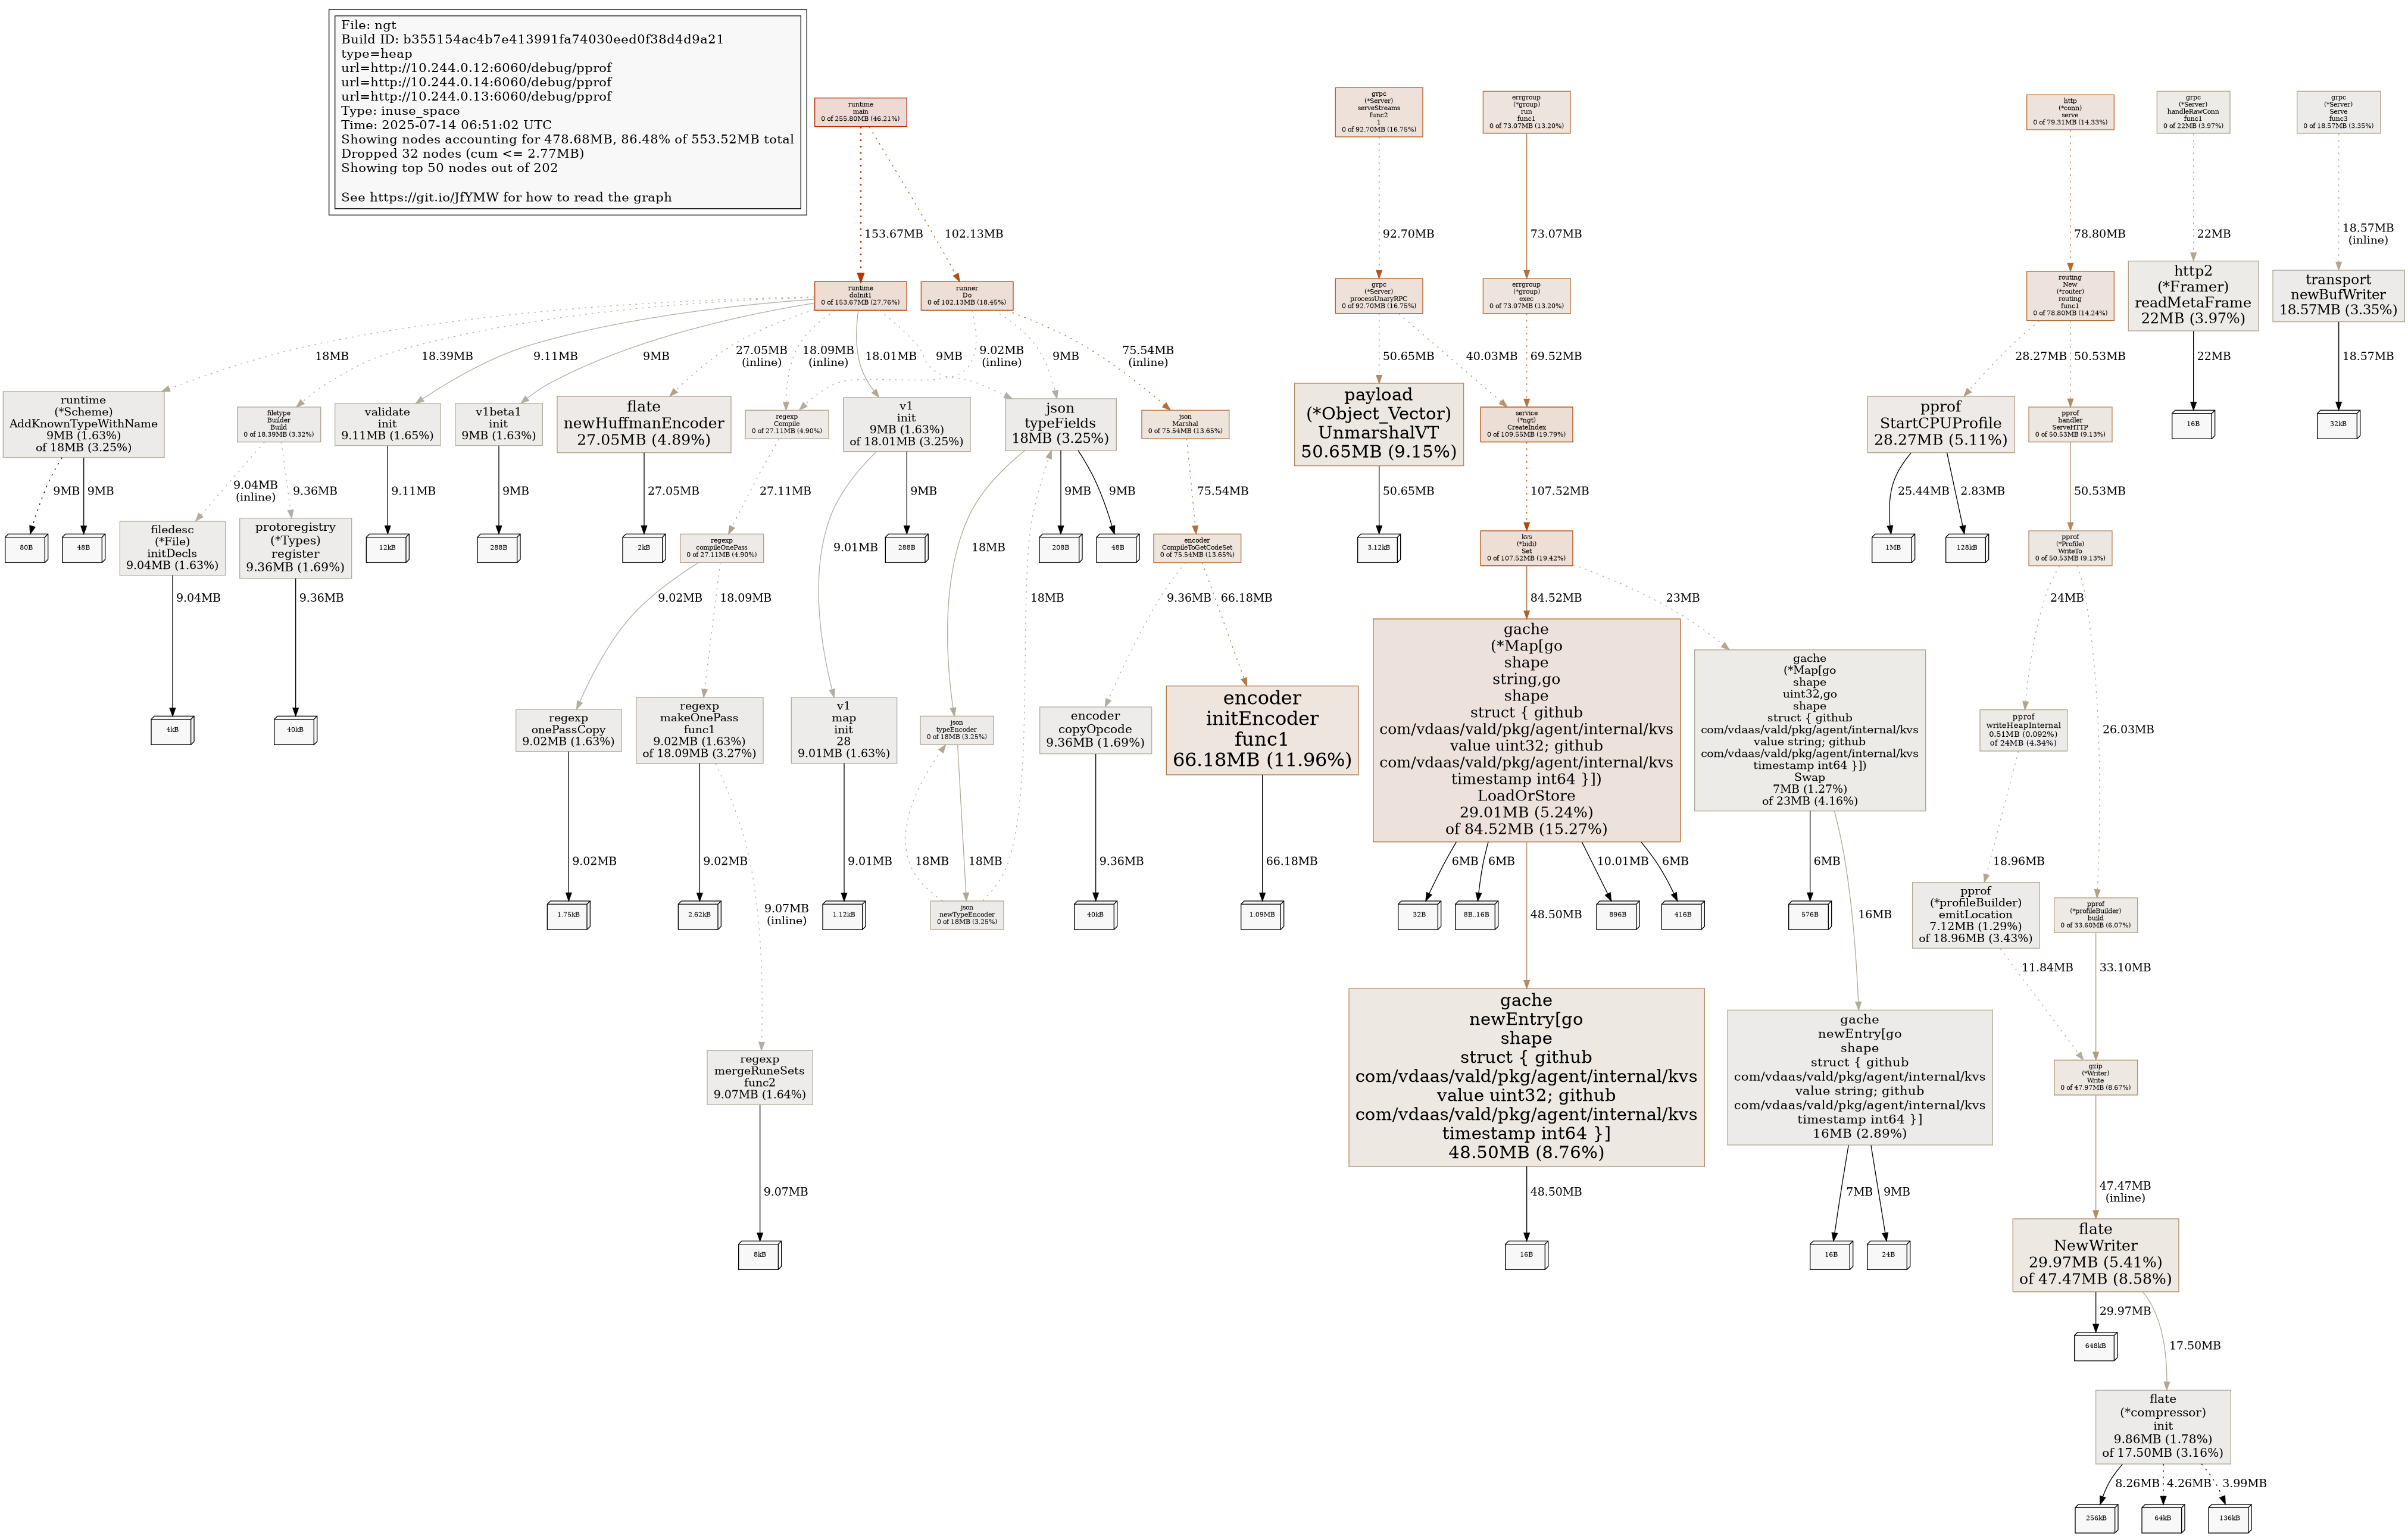 File: ngt
Build ID: b355154ac4b7e413991fa74030eed0f38d4d9a21
type=heap
url=http://10.244.0.12:6060/debug/pprof
url=http://10.244.0.14:6060/debug/pprof
url=http://10.244.0.13:6060/debug/pprof
Type: inuse_space
Time: 2025-07-14 06:51:02 UTC
Showing nodes accounting for 478.68MB, 86.48% of 553.52MB total
Dropped 32 nodes (cum <= 2.77MB)
Showing top 50 nodes out of 202
See https://git.io/JfYMW for how to read the graph
runtime
main
0 of 255.80MB (46.21%)
grpc
(*Server)
serveStreams
func2
1
0 of 92.70MB (16.75%)
errgroup
(*group)
run
func1
0 of 73.07MB (13.20%)
http
(*conn)
serve
0 of 79.31MB (14.33%)
grpc
(*Server)
handleRawConn
func1
0 of 22MB (3.97%)
grpc
(*Server)
Serve
func3
0 of 18.57MB (3.35%)
153.67MB
102.13MB
92.70MB
73.07MB
78.80MB
22MB
18.57MB
(inline)
runtime
doInit1
0 of 153.67MB (27.76%)
runner
Do
0 of 102.13MB (18.45%)
grpc
(*Server)
processUnaryRPC
0 of 92.70MB (16.75%)
errgroup
(*group)
exec
0 of 73.07MB (13.20%)
routing
New
(*router)
routing
func1
0 of 78.80MB (14.24%)
http2
(*Framer)
readMetaFrame
22MB (3.97%)
transport
newBufWriter
18.57MB (3.35%)
18MB
18.39MB
9.11MB
9MB
27.05MB
(inline)
18.09MB
(inline)
18.01MB
9MB
9.02MB
(inline)
9MB
75.54MB
(inline)
50.65MB
40.03MB
69.52MB
28.27MB
50.53MB
22MB
18.57MB
runtime
(*Scheme)
AddKnownTypeWithName
9MB (1.63%)
of 18MB (3.25%)
filetype
Builder
Build
0 of 18.39MB (3.32%)
validate
init
9.11MB (1.65%)
v1beta1
init
9MB (1.63%)
flate
newHuffmanEncoder
27.05MB (4.89%)
regexp
Compile
0 of 27.11MB (4.90%)
v1
init
9MB (1.63%)
of 18.01MB (3.25%)
json
typeFields
18MB (3.25%)
json
Marshal
0 of 75.54MB (13.65%)
payload
(*Object_Vector)
UnmarshalVT
50.65MB (9.15%)
service
(*ngt)
CreateIndex
0 of 109.55MB (19.79%)
pprof
StartCPUProfile
28.27MB (5.11%)
pprof
handler
ServeHTTP
0 of 50.53MB (9.13%)
16B
32kB
9MB
9MB
9.04MB
(inline)
9.36MB
9.11MB
9MB
27.05MB
27.11MB
9.01MB
9MB
18MB
9MB
9MB
18MB
75.54MB
50.65MB
107.52MB
25.44MB
2.83MB
50.53MB
80B
48B
filedesc
(*File)
initDecls
9.04MB (1.63%)
protoregistry
(*Types)
register
9.36MB (1.69%)
12kB
288B
2kB
regexp
compileOnePass
0 of 27.11MB (4.90%)
288B
208B
48B
encoder
CompileToGetCodeSet
0 of 75.54MB (13.65%)
3.12kB
kvs
(*bidi)
Set
0 of 107.52MB (19.42%)
1MB
128kB
pprof
(*Profile)
WriteTo
0 of 50.53MB (9.13%)
9.04MB
9.36MB
9.02MB
18.09MB
9.36MB
66.18MB
84.52MB
23MB
24MB
26.03MB
4kB
40kB
regexp
onePassCopy
9.02MB (1.63%)
regexp
makeOnePass
func1
9.02MB (1.63%)
of 18.09MB (3.27%)
v1
map
init
28
9.01MB (1.63%)
json
typeEncoder
0 of 18MB (3.25%)
encoder
copyOpcode
9.36MB (1.69%)
encoder
initEncoder
func1
66.18MB (11.96%)
gache
(*Map[go
shape
string,go
shape
struct { github
com/vdaas/vald/pkg/agent/internal/kvs
value uint32; github
com/vdaas/vald/pkg/agent/internal/kvs
timestamp int64 }])
LoadOrStore
29.01MB (5.24%)
of 84.52MB (15.27%)
gache
(*Map[go
shape
uint32,go
shape
struct { github
com/vdaas/vald/pkg/agent/internal/kvs
value string; github
com/vdaas/vald/pkg/agent/internal/kvs
timestamp int64 }])
Swap
7MB (1.27%)
of 23MB (4.16%)
pprof
writeHeapInternal
0.51MB (0.092%)
of 24MB (4.34%)
9.02MB
9.02MB
9.07MB
(inline)
9.01MB
18MB
18MB
9.36MB
66.18MB
6MB
6MB
48.50MB
10.01MB
6MB
6MB
16MB
18.96MB
1.75kB
2.62kB
1.12kB
json
newTypeEncoder
0 of 18MB (3.25%)
40kB
1.09MB
32B
8B..16B
896B
416B
576B
pprof
(*profileBuilder)
emitLocation
7.12MB (1.29%)
of 18.96MB (3.43%)
pprof
(*profileBuilder)
build
0 of 33.60MB (6.07%)
11.84MB
33.10MB
regexp
mergeRuneSets
func2
9.07MB (1.64%)
gache
newEntry[go
shape
struct { github
com/vdaas/vald/pkg/agent/internal/kvs
value uint32; github
com/vdaas/vald/pkg/agent/internal/kvs
timestamp int64 }]
48.50MB (8.76%)
gache
newEntry[go
shape
struct { github
com/vdaas/vald/pkg/agent/internal/kvs
value string; github
com/vdaas/vald/pkg/agent/internal/kvs
timestamp int64 }]
16MB (2.89%)
gzip
(*Writer)
Write
0 of 47.97MB (8.67%)
9.07MB
48.50MB
7MB
9MB
47.47MB
(inline)
8kB
16B
16B
24B
flate
NewWriter
29.97MB (5.41%)
of 47.47MB (8.58%)
29.97MB
17.50MB
648kB
flate
(*compressor)
init
9.86MB (1.78%)
of 17.50MB (3.16%)
8.26MB
4.26MB
3.99MB
256kB
64kB
136kB